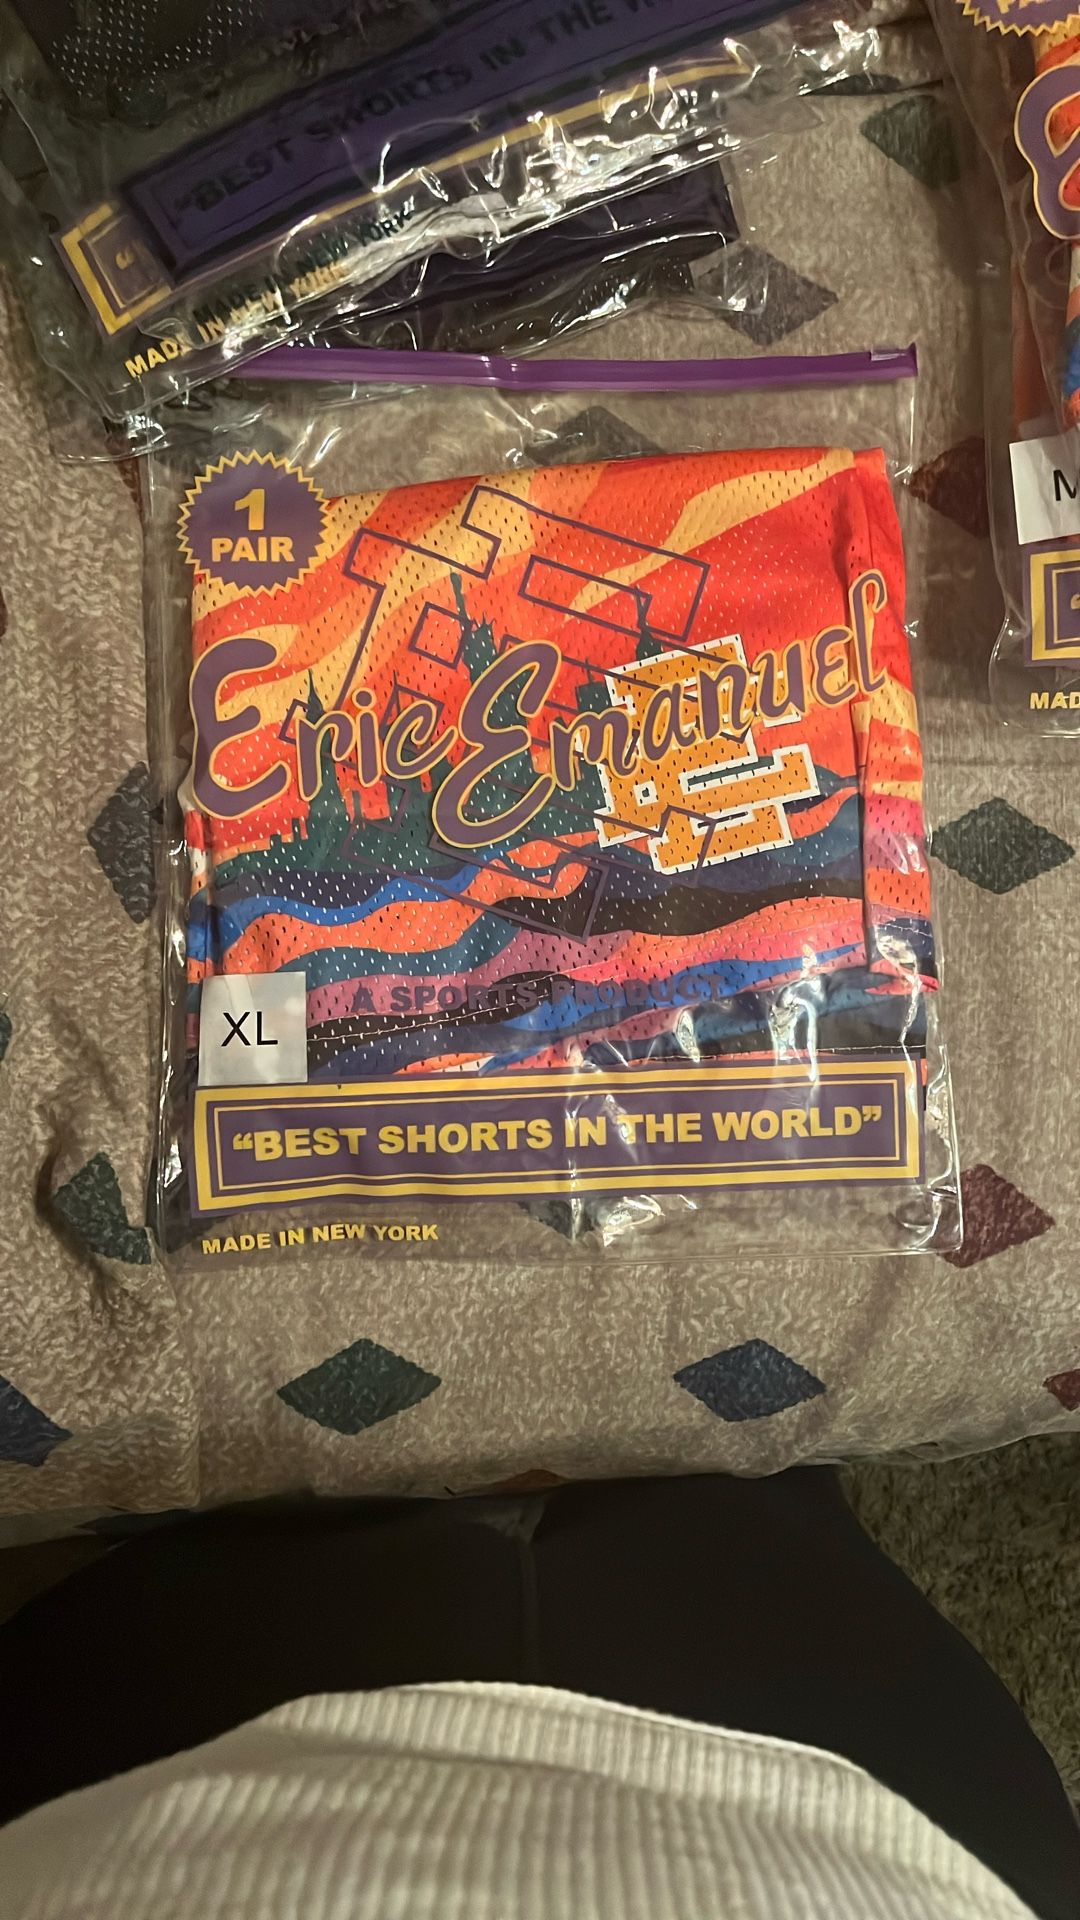 "BEST SHORTS IN THE
MADE IN NEW YORK"
MADE IN NEW YORK
1
PAIR
Eric Emanuel
EE
A SPORTS PRODUCT
XL
"BEST SHORTS IN THE WORLD"
MADE IN NEW YORK
M
MAD